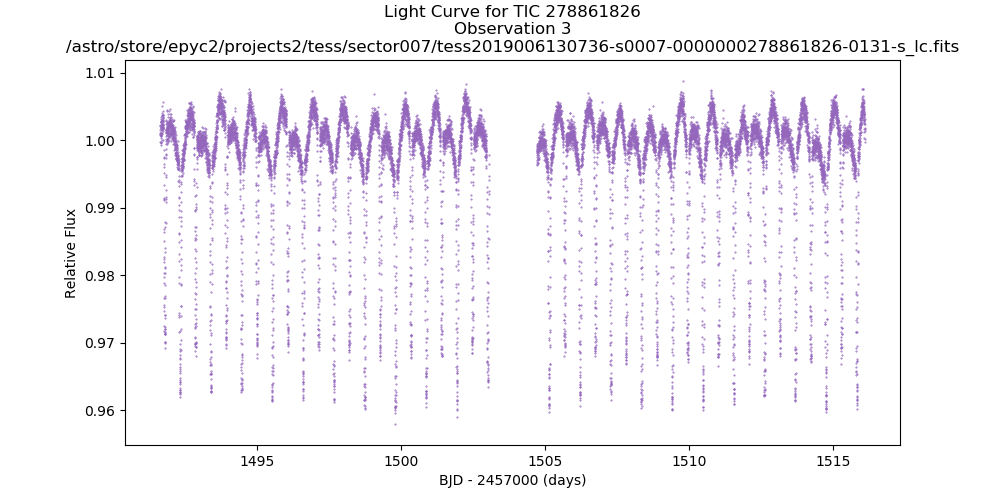 Light Curve for TIC 278861826
Observation 3
/astro/store/epyc2/projects2/tess/sector007/tess2019006130736-s0007-0000000278861826-0131-s_lc.fits
1.01
1.00
0.99
0.98
0.97
0.96
Relative Flux
1495
1500
1505
1510
1515
BJD - 2457000 (days)